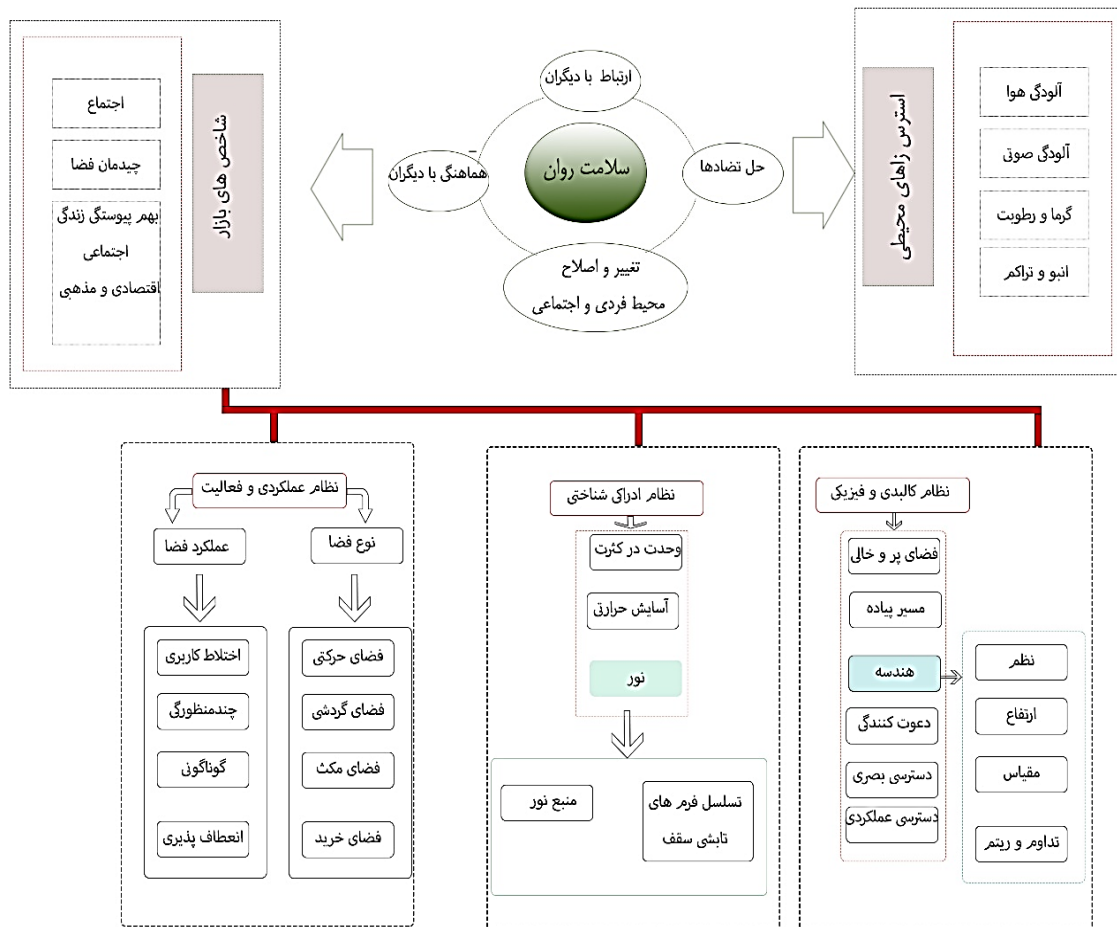 استرس زاهای محیطی
آلودگی هوا
آلودگی صوتی
گرما و رطوبت
انبو و تراکم
سلامت روان
ارتباط با دیگران
حل تضادها
هماهنگی با دیگران
تغییر و اصلاح
محیط فردی و اجتماعی
شاخص های بازار
اجتماع
چیدمان فضا
بهم پیوستگی زندگی
اجتماعی
اقتصادی و مذهبی
نظام کالبدی و فیزیکی
فضای پر و خالی
مسیر پیاده
هندسه
دعوت کنندگی
دسترسی بصری
دسترسی عملکردی
نظم
ارتفاع
مقیاس
تداوم و ریتم
نظام ادراکی شناختی
وحدت در کثرت
آسایش حرارتی
نور
تسلسل فرم های
تابشی سقف
منبع نور
نظام عملکردی و فعالیت
نوع فضا
فضای حرکتی
فضای گردشی
فضای مکث
فضای خرید
عملکرد فضا
اختلاط کاربری
چندمنظورگی
گوناگونی
انعطاف پذیری